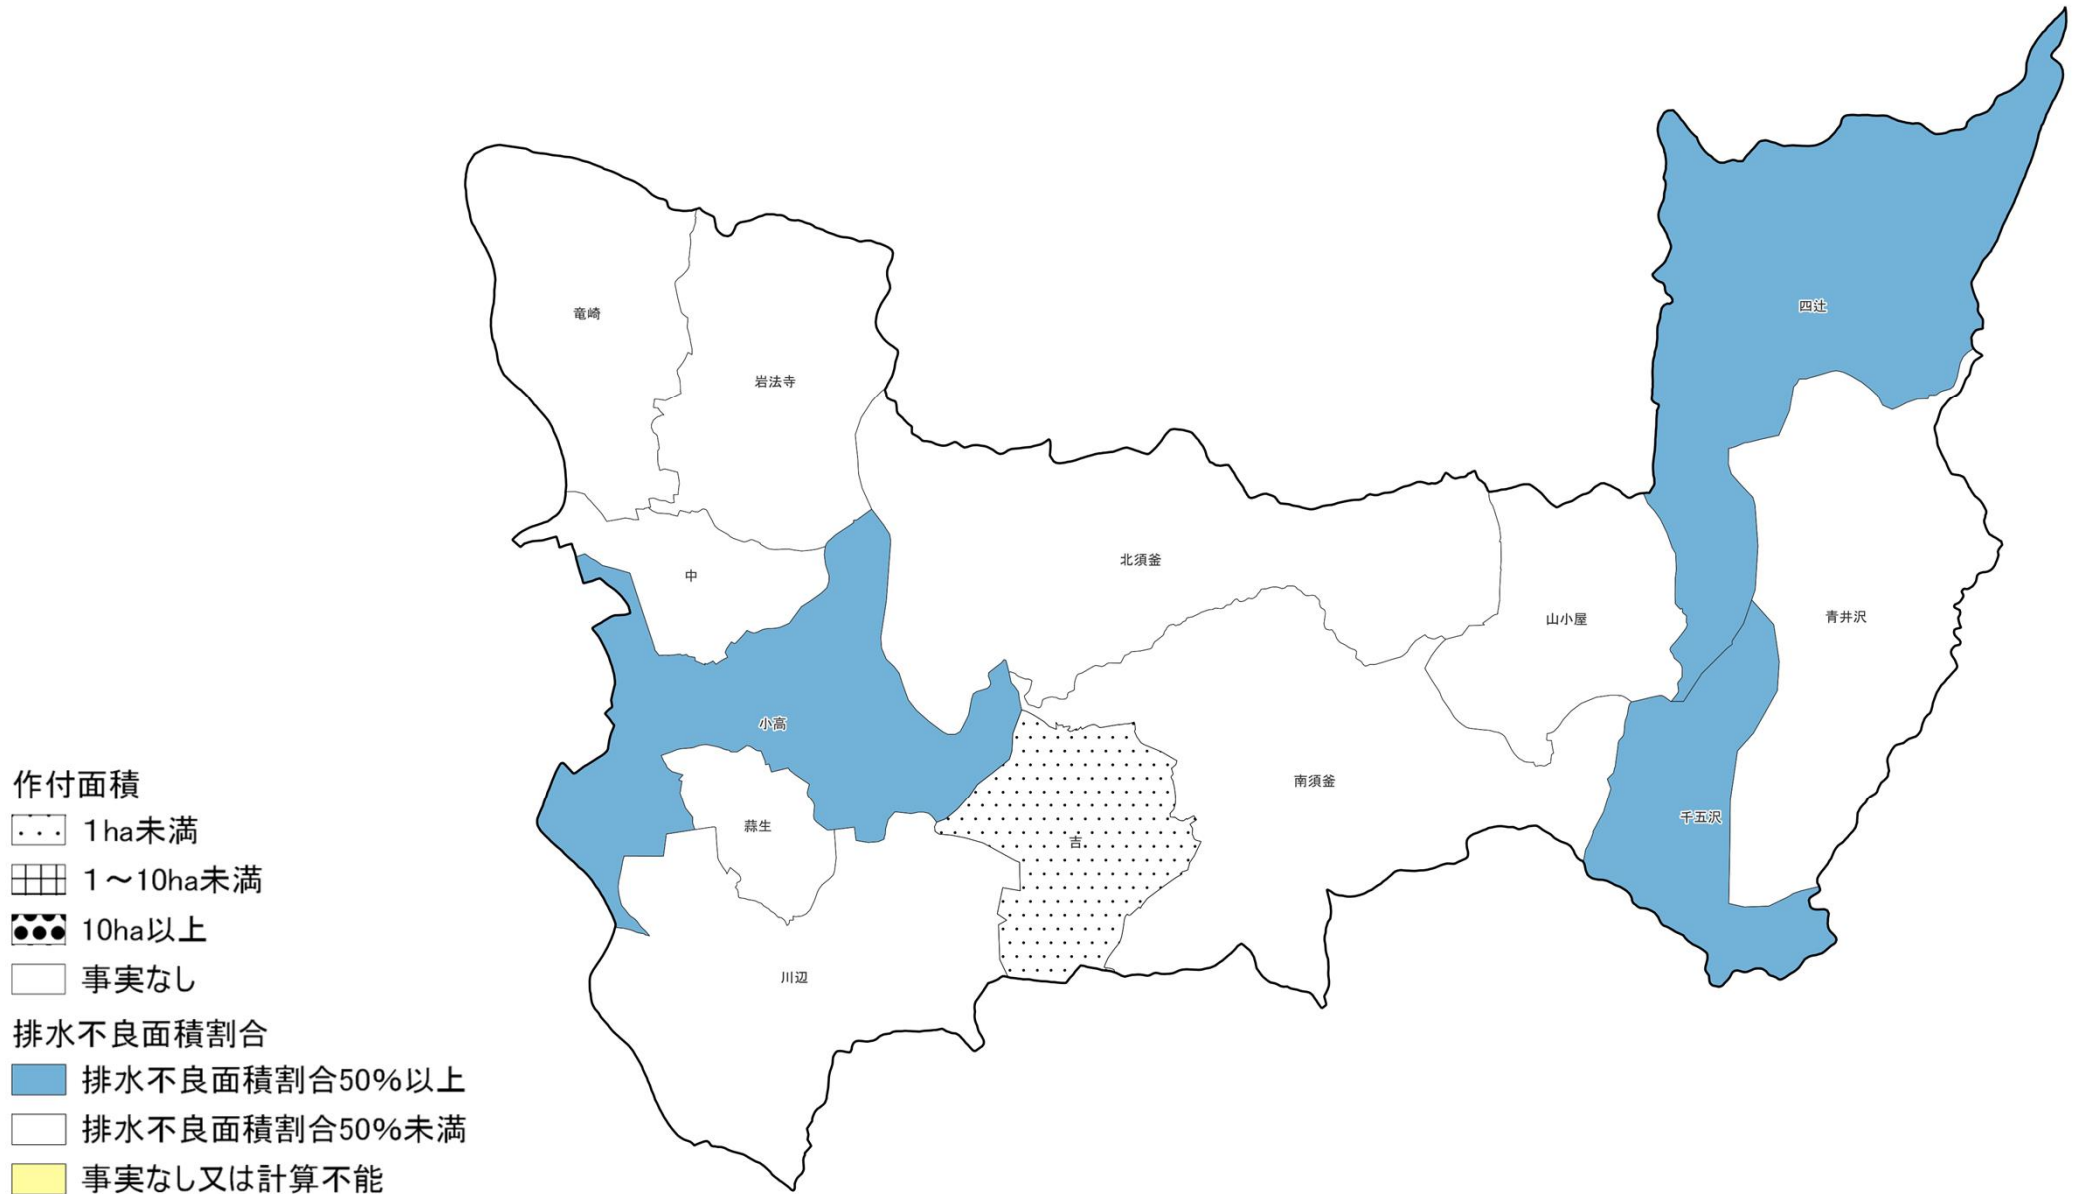 四辻
竜崎
岩法寺
北須釜
中
青井沢
山小屋
小高
南須釜
千五沢
蒜生
吉
川辺
作付面積
1ha未満
1～10ha未満
10ha以上
事実なし
排水不良面積割合
排水不良面積割合50%以上
排水不良面積割合50%未満
事実なし又は計算不能